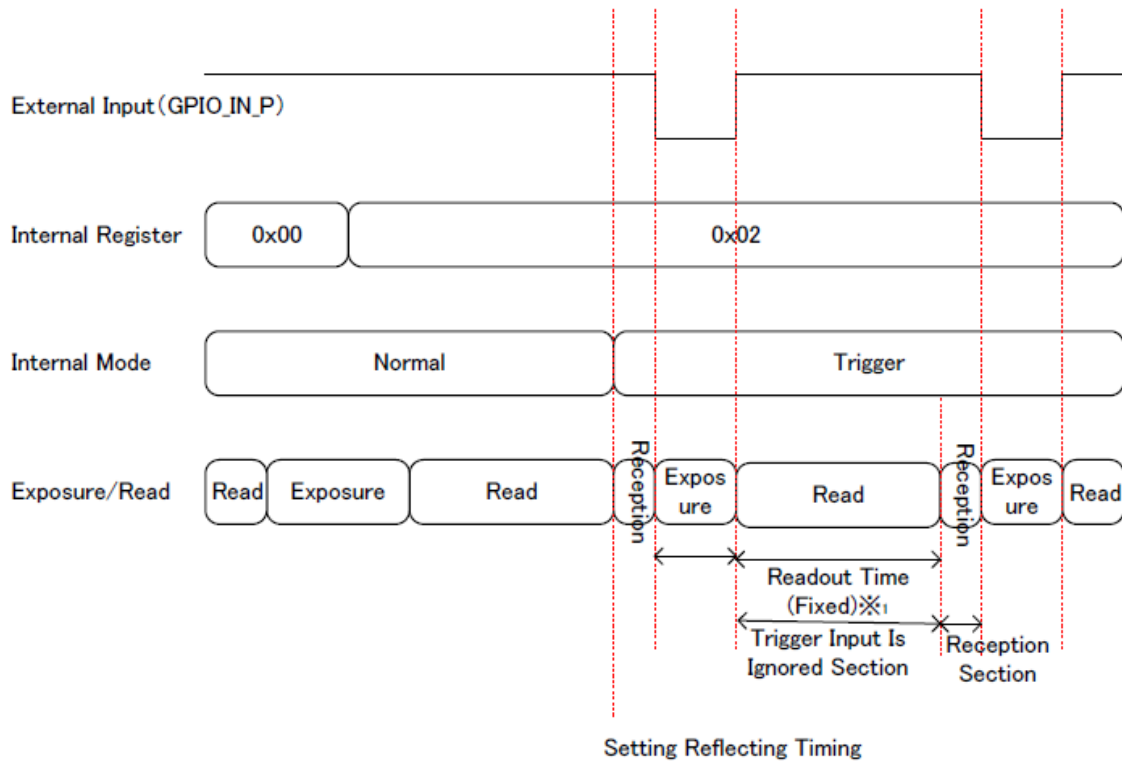 External Input(GPIO_IN_P)
Internal Register
0x00
0x02
Internal Mode
Normal
Trigger
Exposure/Read
Read
Exposure
Read
Reception
Expos
ure
Read
Reception
Expos
ure
Read
Readout Time
(Fixed)※1
Trigger Input Is
Ignored Section
Reception
Section
Setting Reflecting Timing